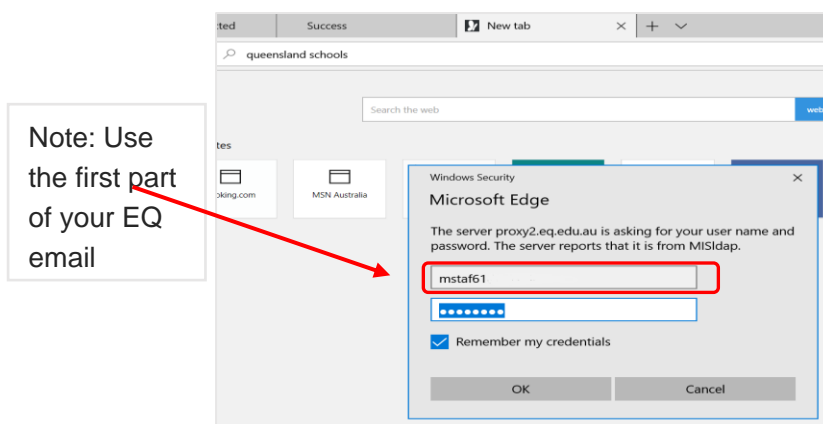 :ted Success New tab
queensland schools
Search the web web
tes
oking.com MSN Australia
Note: Use
the first part
of your EQ
email
Windows Security
Microsoft Edge
The server proxy2.eq.edu.au is asking for your user name and
password. The server reports that it is from MISldap.
mstaf61
Remember my credentials
OK Cancel